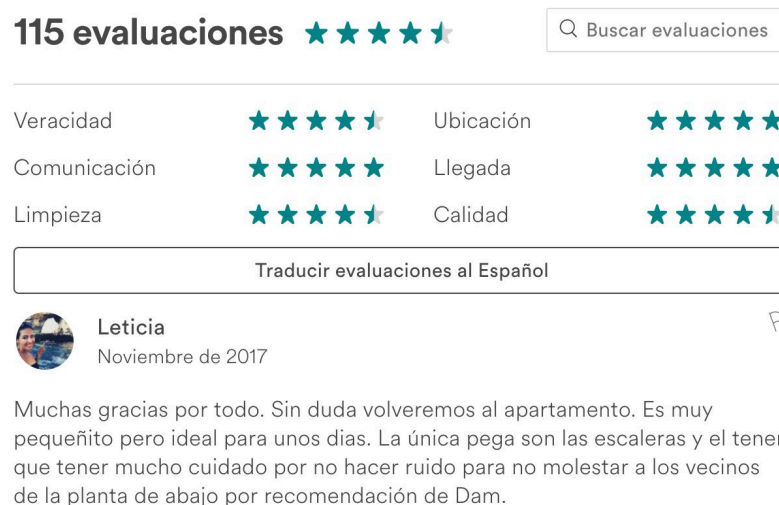 115 evaluaciones
Buscar evaluaciones
Veracidad
Ubicación
Comunicación
Llegada
Limpieza
Calidad
Traducir evaluaciones al Español
Leticia
Noviembre de 2017
Muchas gracias por todo. Sin duda volveremos al apartamento. Es muy
pequeñito pero ideal para unos dias. La única pega son las escaleras y el tener
que tener mucho cuidado por no hacer ruido para no molestar a los vecinos
de la planta de abajo por recomendación de Dam.